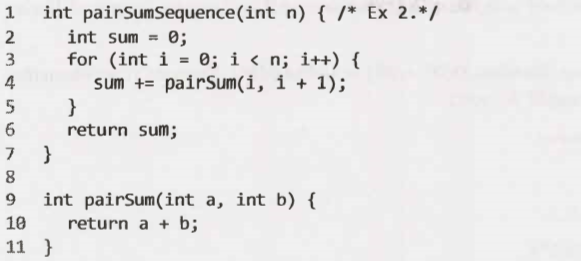 1 int pairSumSequence(int n) { /* Ex 2.*/
2 int sum = 0;
3 for (int i = 0; i < n; i++) {
4 sum += pairSum(i, i + 1);
5 }
6 return sum;
7 }
8
9 int pairSum(int a, int b) {
10 return a + b;
11 }